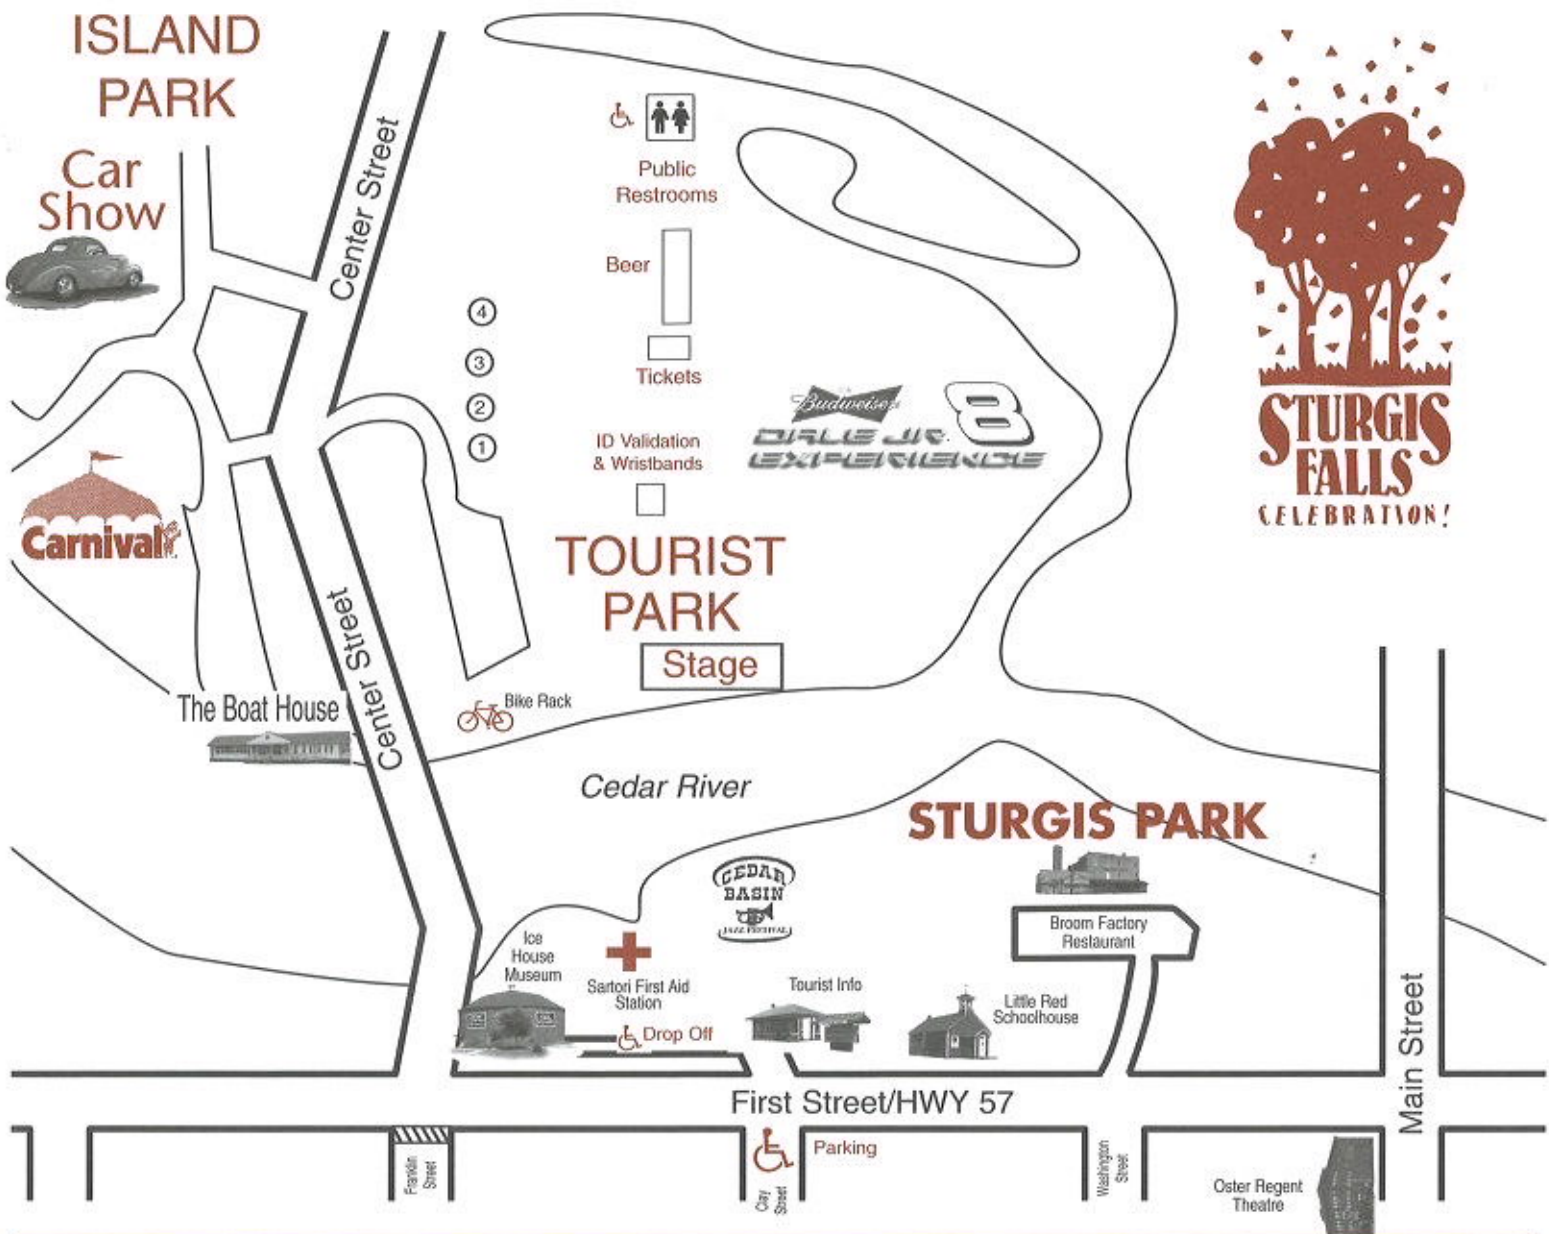 ISLAND
PARK
Car
Show
Center Street
Public
Restrooms
Beer
4
3
2
1
Tickets
ID Validation
& Wristbands
Budweiser
DALE JR. 8
EXPERIENCE
STURGIS
FALLS
CELEBRATION!
Carnival
TOURIST
PARK
Stage
Center Street
The Boat House
Bike Rack
Cedar River
STURGIS PARK
CEDAR
BASIN
JAZZ FESTIVAL
Broom Factory
Restaurant
Ice
House
Museum
Sartori First Aid
Station
Drop Off
Tourist Info
Little Red
Schoolhouse
Main Street
First Street/HWY 57
Franklin
Street
Parking
Clay
Street
Washington
Street
Oster Regent
Theatre